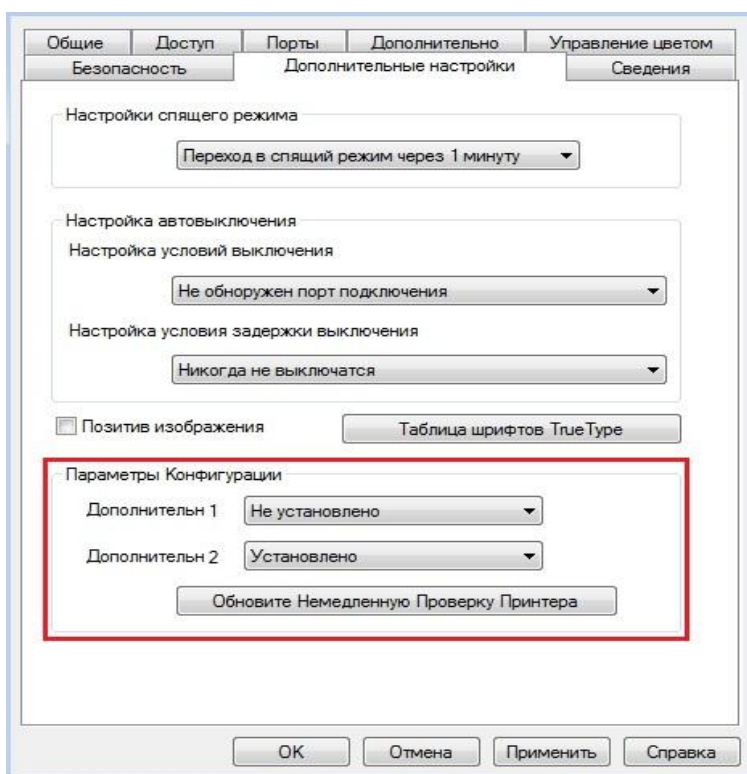 Общие Доступ Порты Дополнительно Управление цветом
Безопасность Дополнительные настройки Сведения
Настройки спящего режима
Переход в спящий режим через 1 минуту
Настройка автовыключения
Настройка условий выключения
Не обноружен порт подключения
Настройка условия задержки выключения
Никогда не выключатся
Позитив изображения Таблица шрифтов TrueType
Параметры Конфигурации
Дополнительн 1 Не установлено
Дополнительн 2 Установлено
Обновите Немедленную Проверку Принтера
OK Отмена Применить Справка